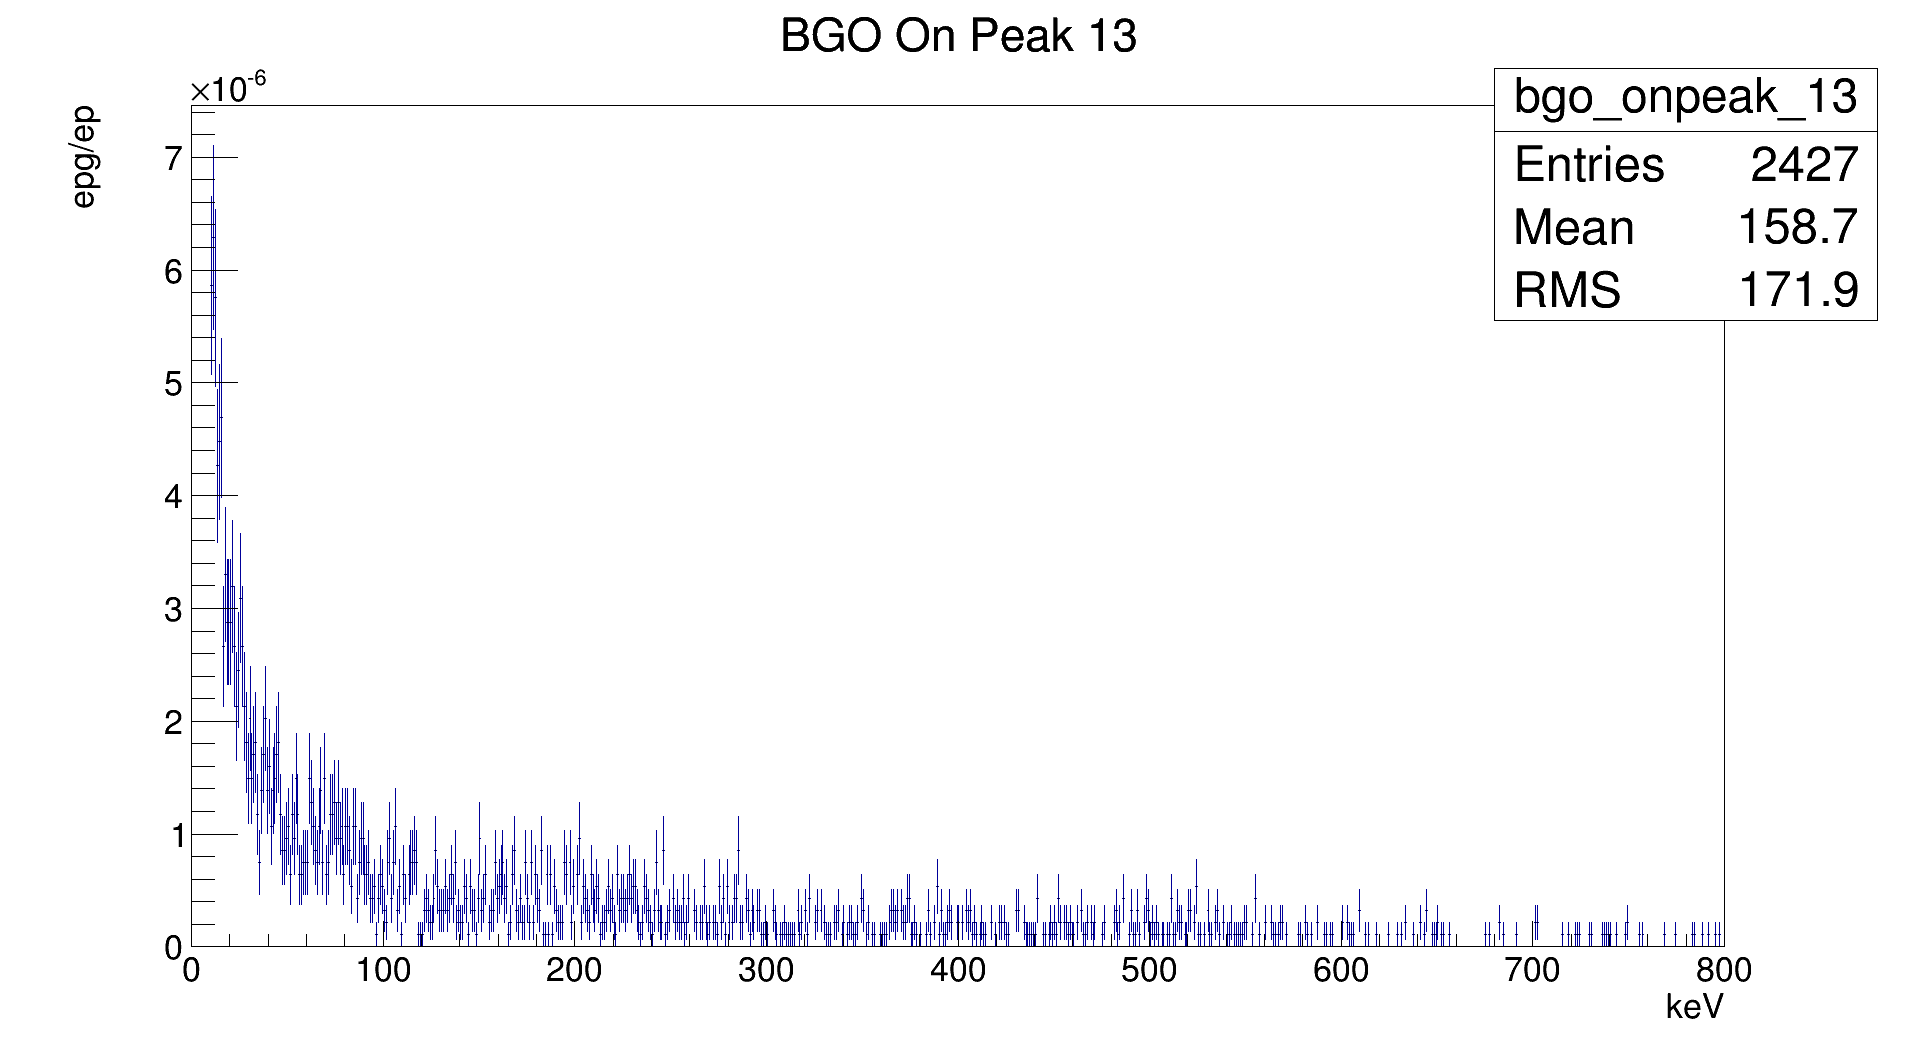 BGO On Peak 13
×10-6
epg/ep
bgo_onpeak_13
Entries 2427
Mean 158.7
RMS 171.9
7
6
5
4
3
2
1
0
0 100 200 300 400 500 600 700 800
keV